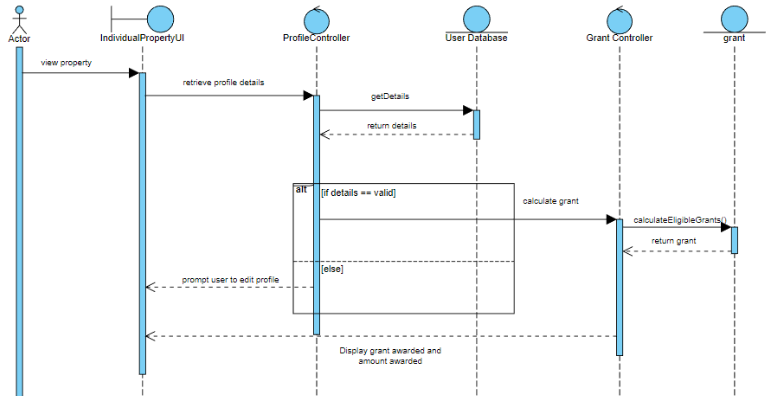 Actor
IndividualPropertyUI
ProfileController
User Database
Grant Controller
grant
view property
retrieve profile details
getDetails
return details
alt
[if details == valid]
calculate grant
calculateEligibleGrants()
return grant
[else]
prompt user to edit profile
Display grant awarded and
amount awarded